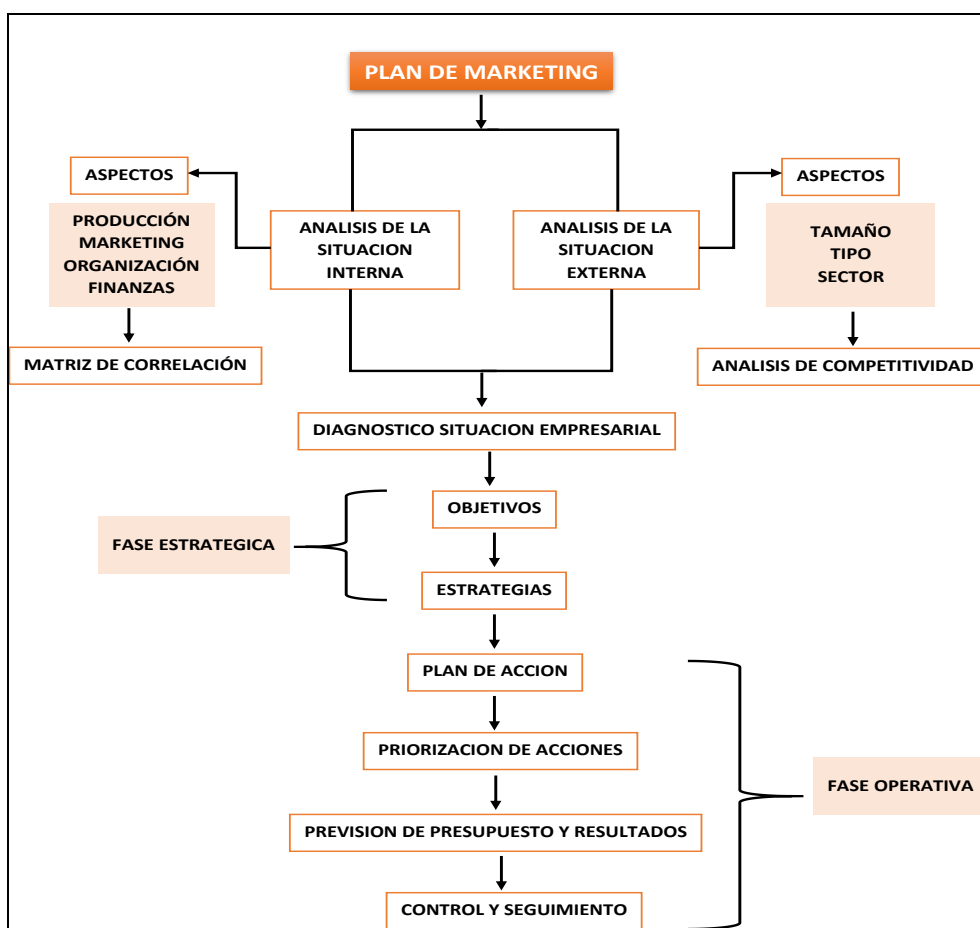 PLAN DE MARKETING
ASPECTOS
ASPECTOS
PRODUCCIÓN
MARKETING
ORGANIZACIÓN
FINANZAS
ANALISIS DE LA
SITUACION
INTERNA
ANALISIS DE LA
SITUACION
EXTERNA
TAMAÑO
TIPO
SECTOR
MATRIZ DE CORRELACIÓN
ANALISIS DE COMPETITIVIDAD
DIAGNOSTICO SITUACION EMPRESARIAL
OBJETIVOS
FASE ESTRATEGICA
ESTRATEGIAS
PLAN DE ACCION
PRIORIZACION DE ACCIONES
FASE OPERATIVA
PREVISION DE PRESUPUESTO Y RESULTADOS
CONTROL Y SEGUIMIENTO